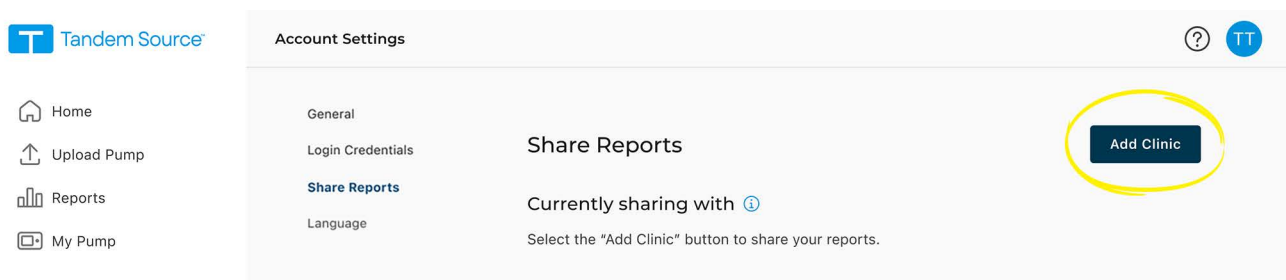 Tandem Source™
Account Settings
?
TT
Home
Upload Pump
Reports
My Pump
General
Login Credentials
Share Reports
Language
Share Reports
Add Clinic
Currently sharing with
Select the “Add Clinic” button to share your reports.